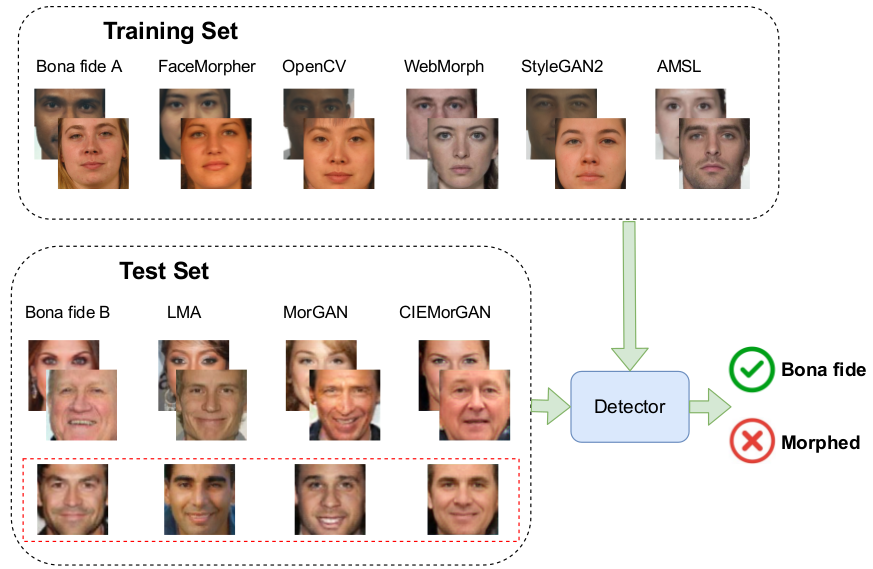 Training Set
Bona fide A FaceMorpher OpenCV WebMorph StyleGAN2 AMSL
Test Set
Bona fide B LMA MorGAN CIEMorGAN
Detector
Bona fide
Morphed